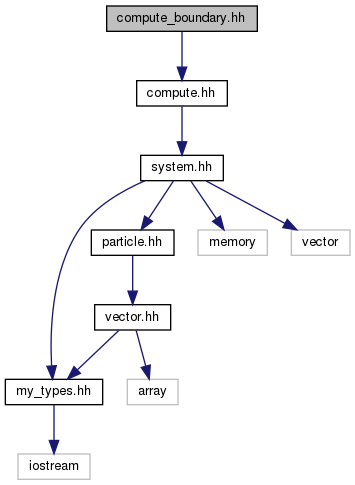 compute_boundary.hh
compute.hh
system.hh
particle.hh
memory
vector
vector.hh
my_types.hh
array
iostream